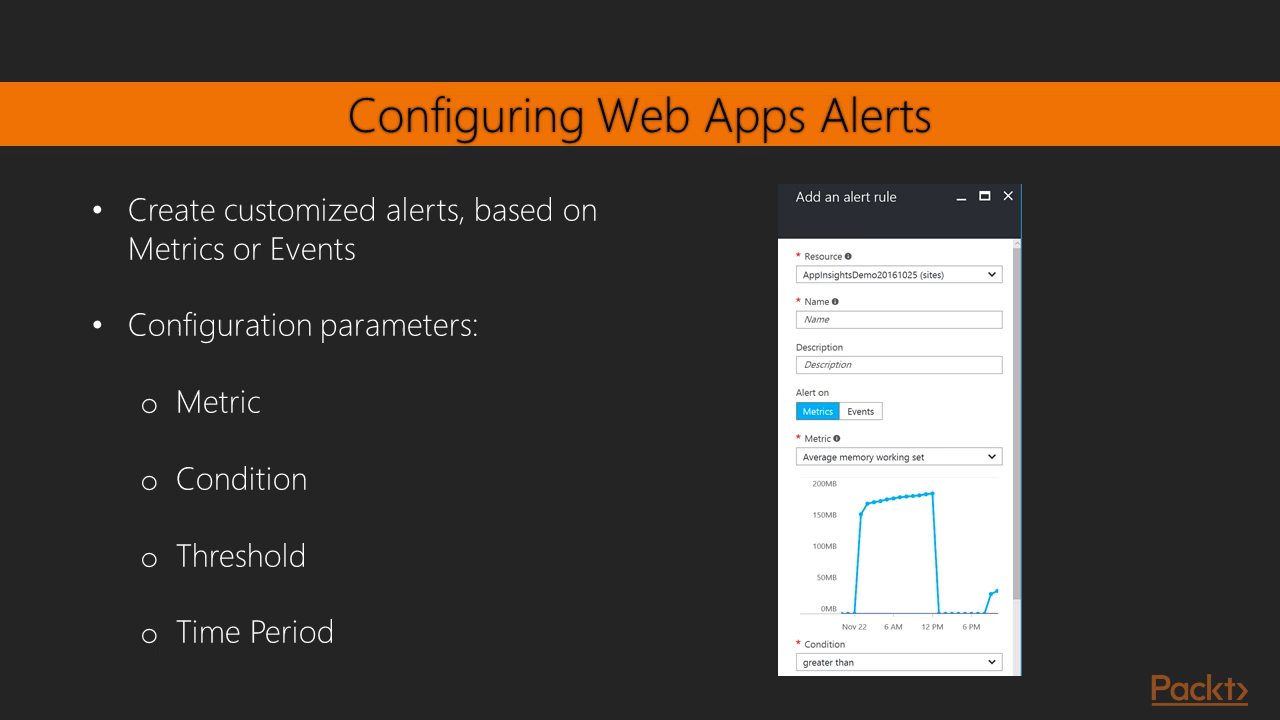 Configuring Web Apps Alerts
• Create customized alerts, based on
Metrics or Events
• Configuration parameters:
o Metric
o Condition
o Threshold
o Time Period
Add an alert rule
* Resource
AppInsightsDemo20161025 (sites)
* Name
Name
Description
Description
Alert on
Metrics Events
* Metric
Average memory working set
200MB
150MB
100MB
50MB
0MB
Nov 22 6 AM 12 PM 6 PM
* Condition
greater than
Packt>